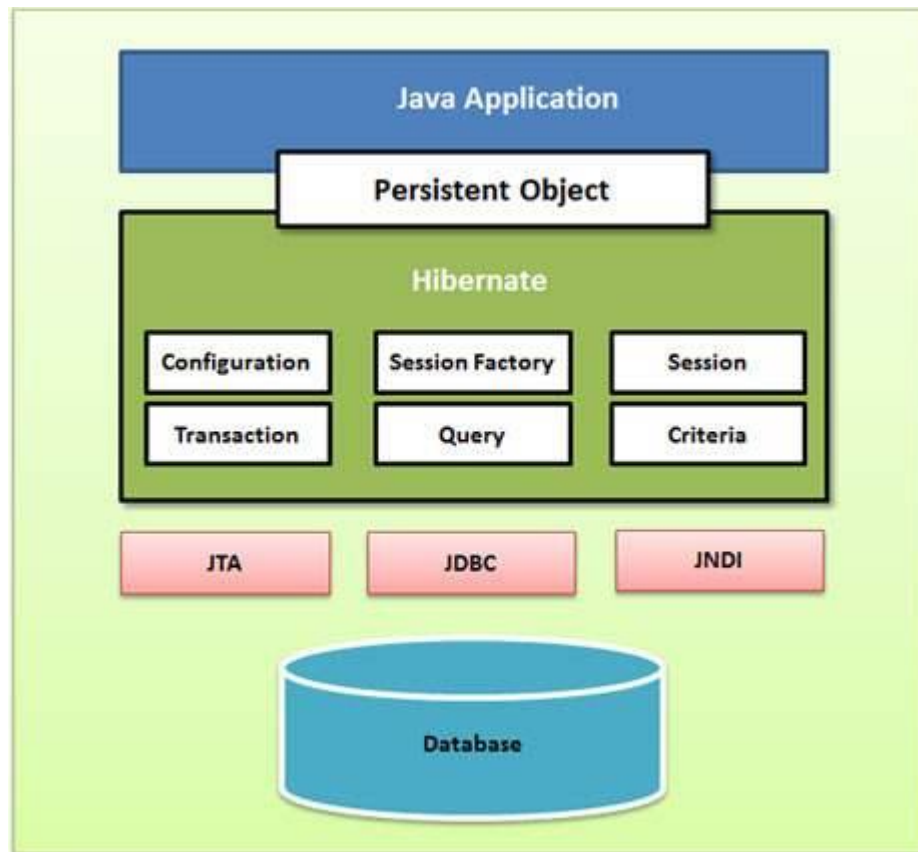 Java Application
Persistent Object
Hibernate
Configuration
Session Factory
Session
Transaction
Query
Criteria
JTA
JDBC
JNDI
Database